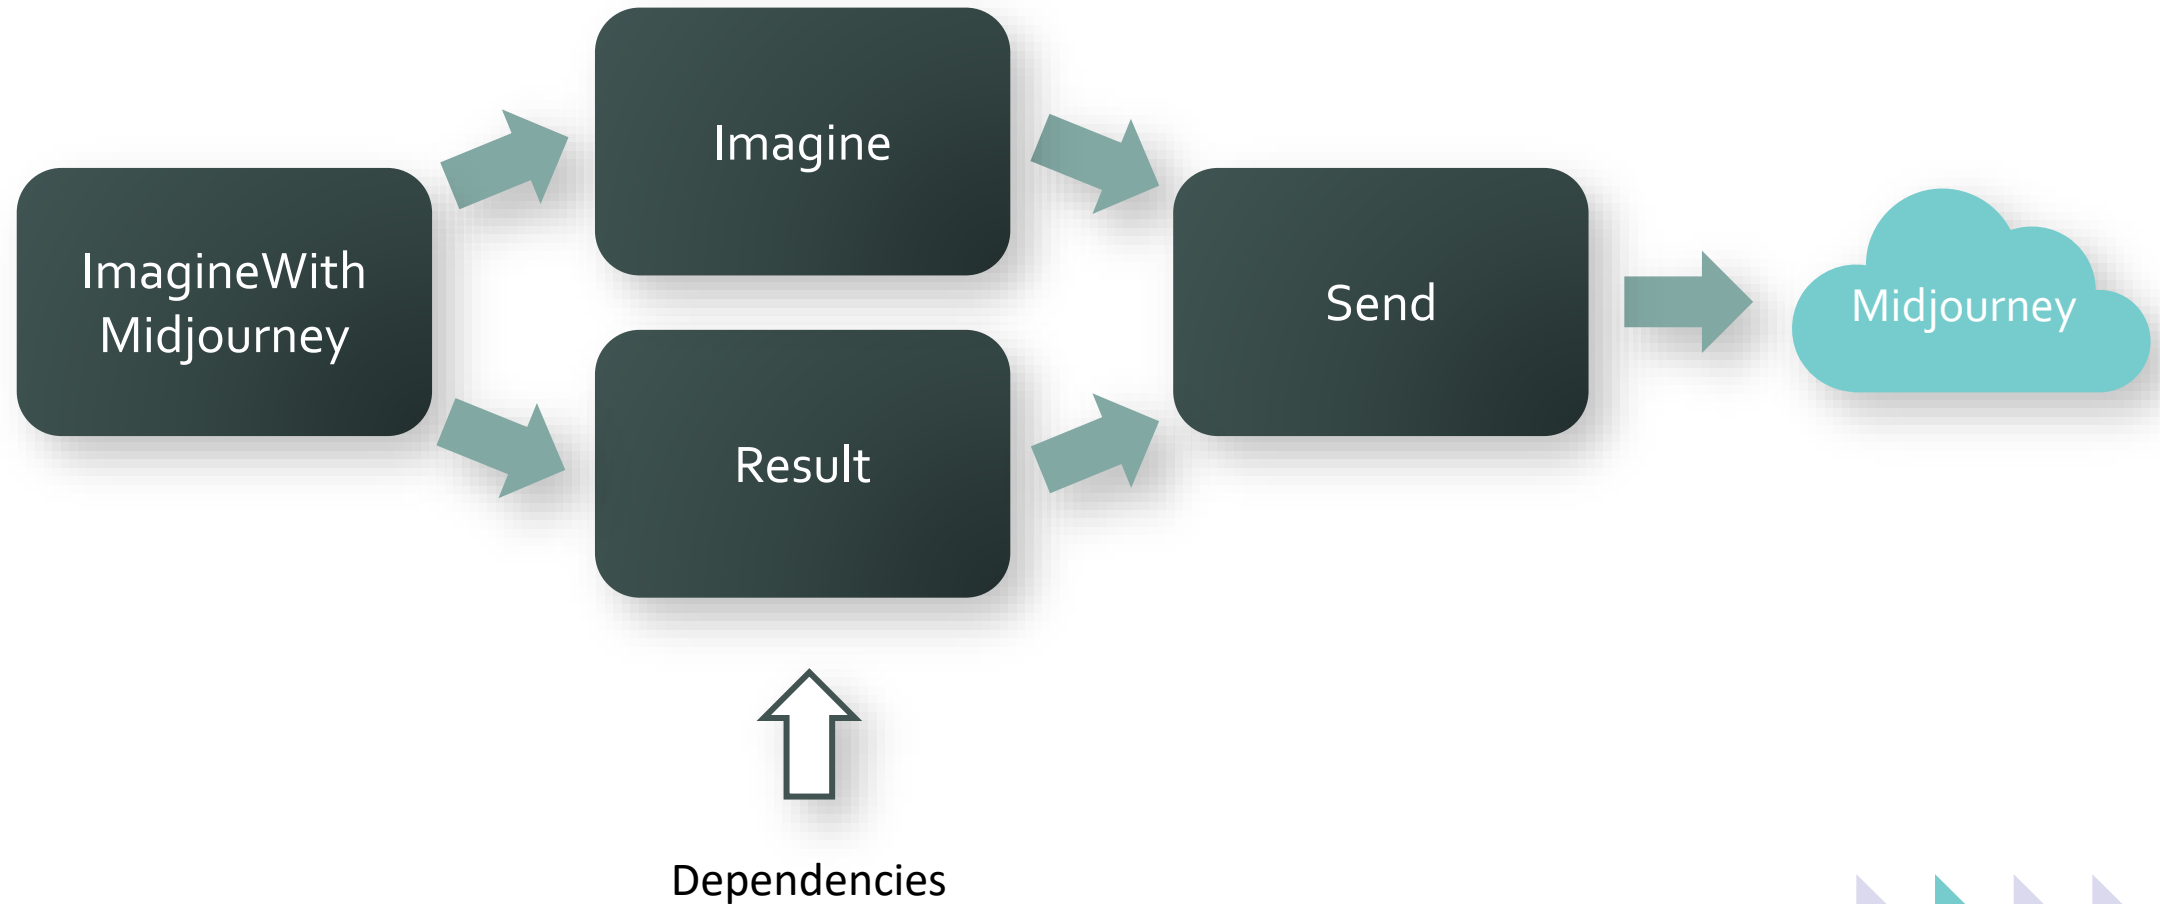 Imagine
ImagineWith
Midjourney
Send
Midjourney
Result
Dependencies